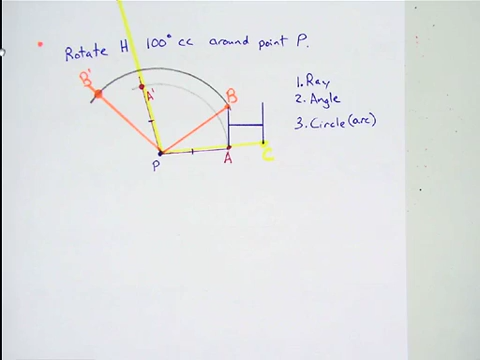 Rotate H 100° cc around point P.
B'
A'
B
1. Ray
2. Angle
3. Circle (arc)
P
A
C